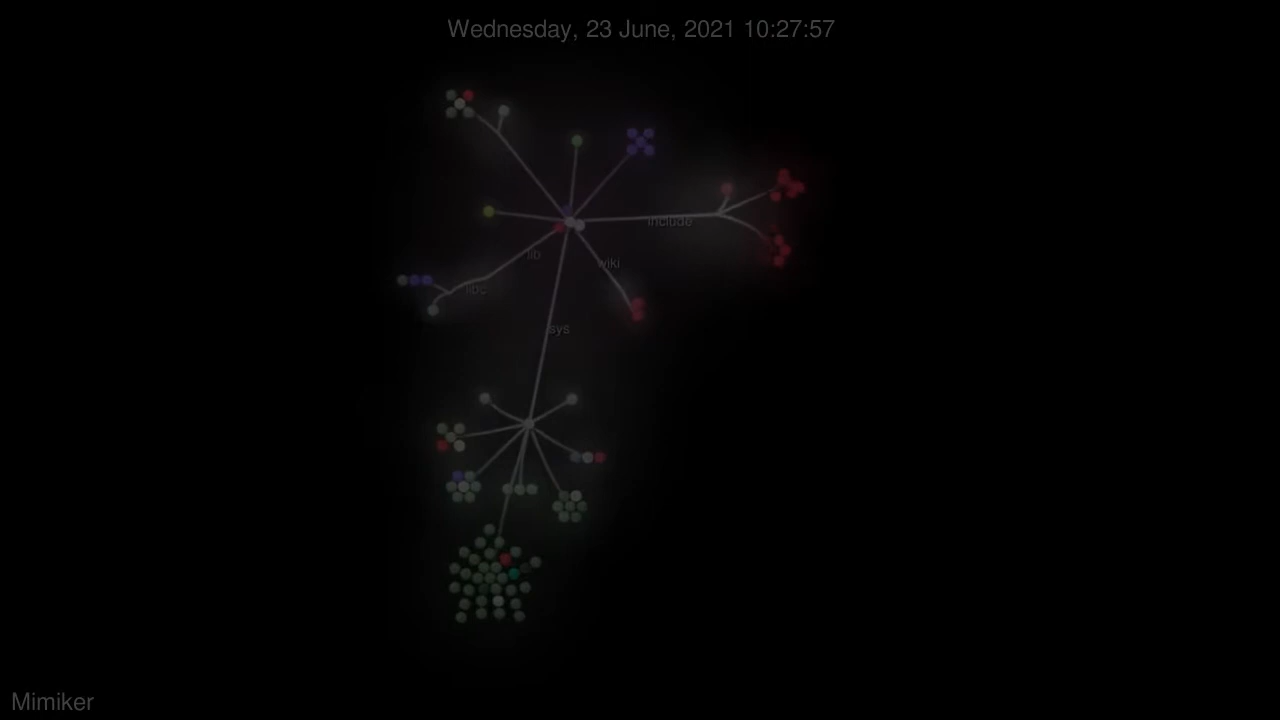 Wednesday, 23 June, 2021 10:27:57
include
lib
wiki
libc
sys
Mimiker